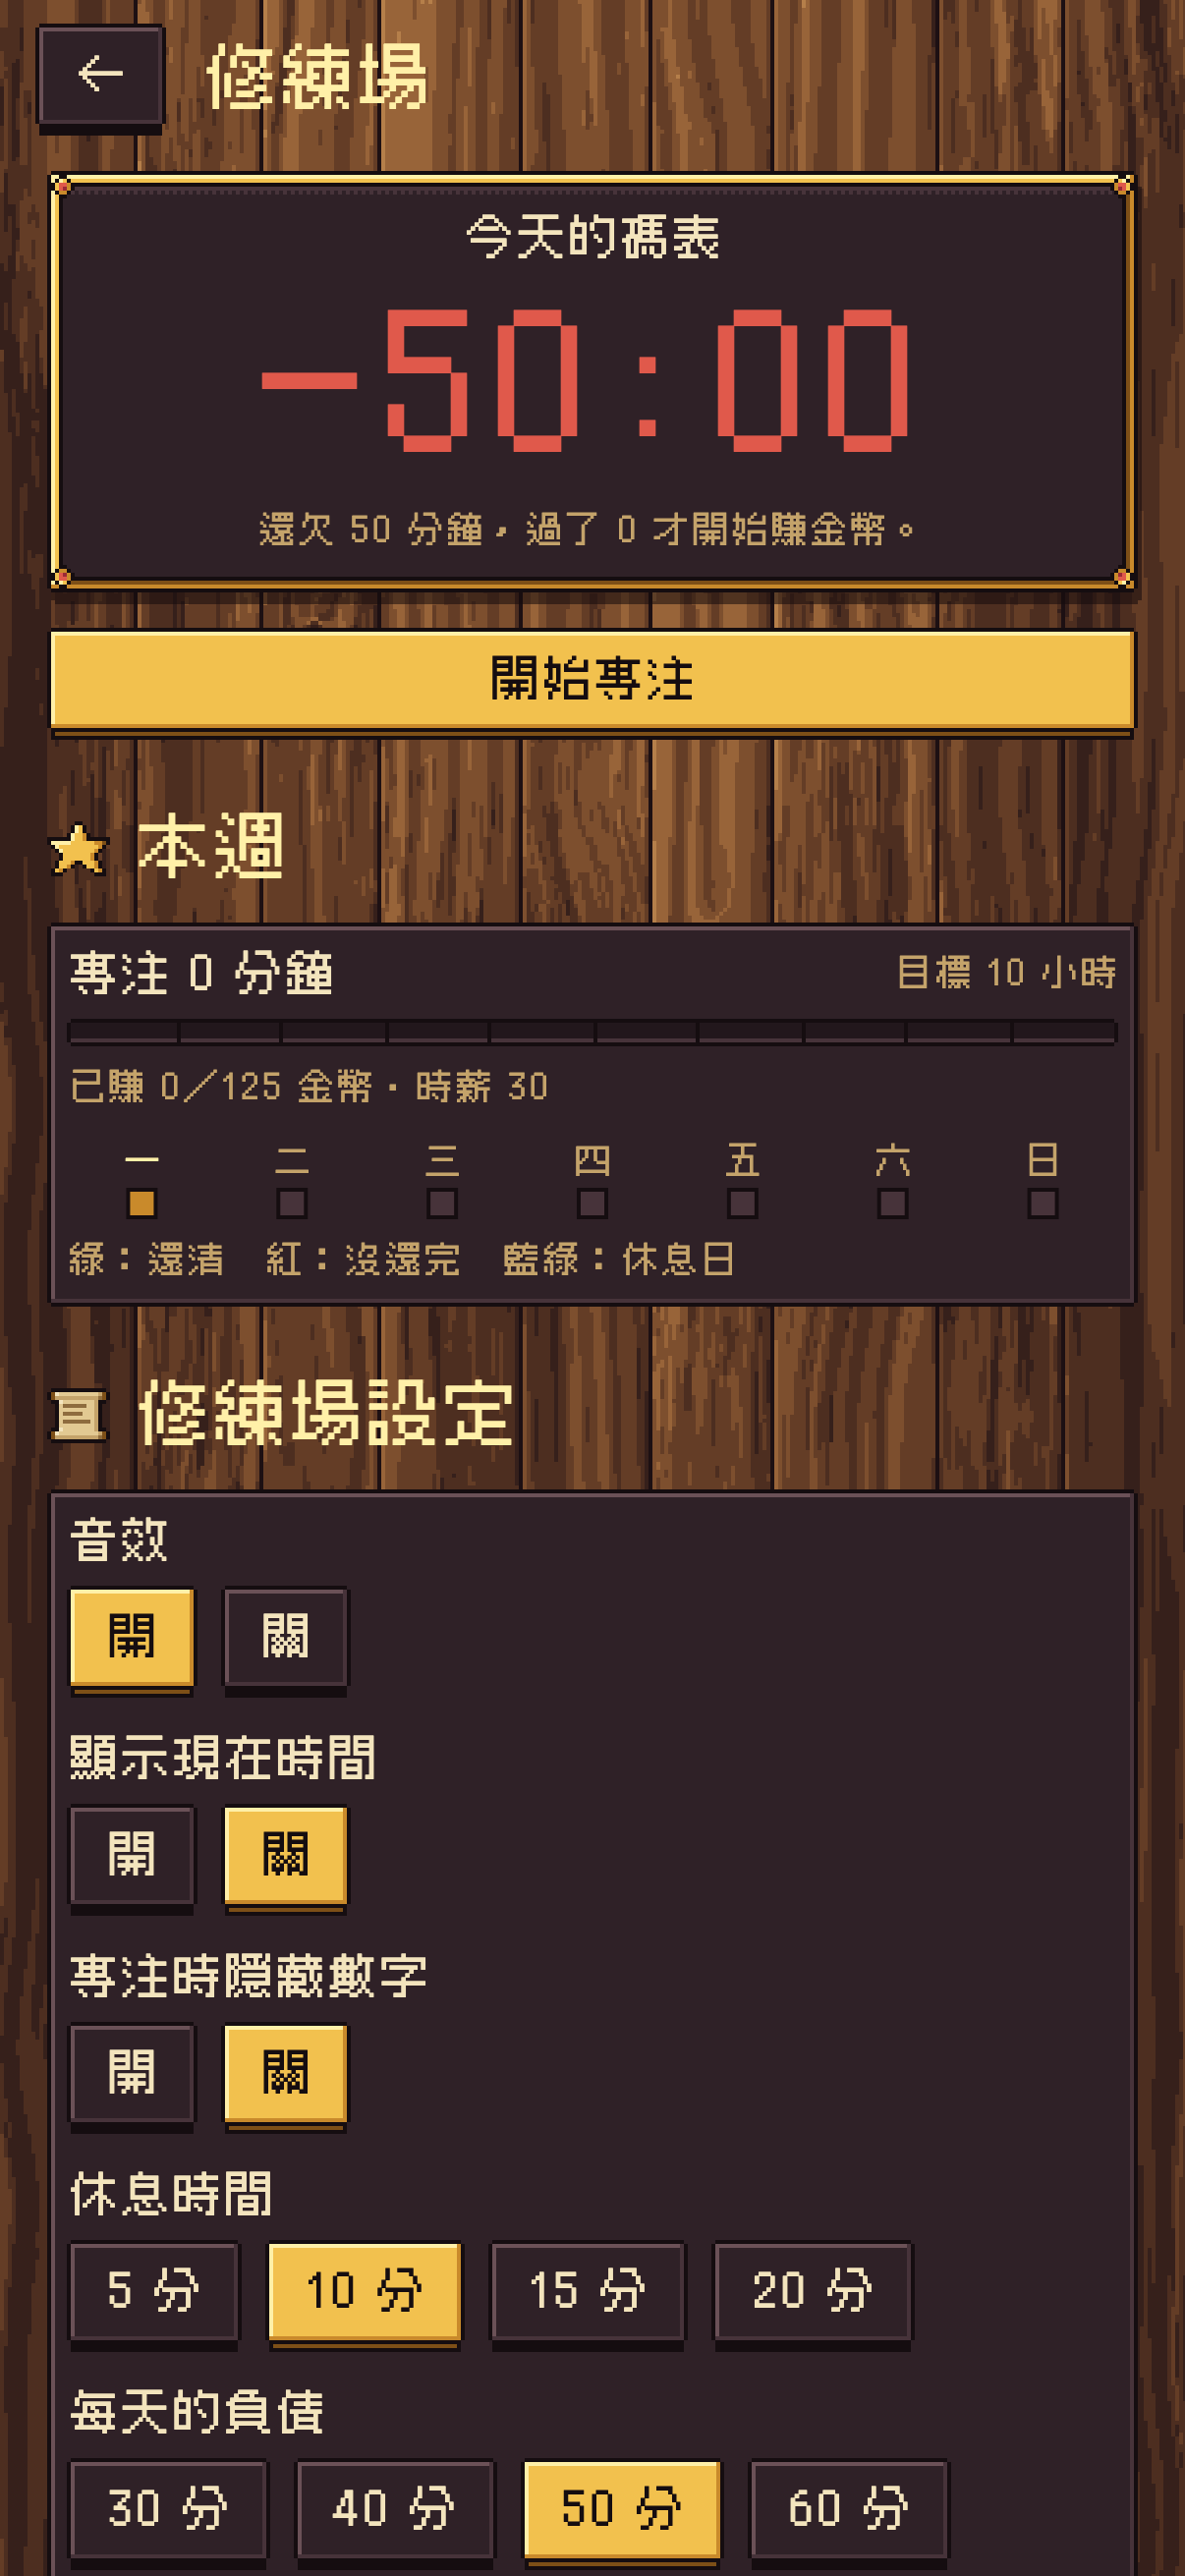 ←
修練場
今天的碼表
-50:00
還欠 50 分鐘，過了 0 才開始賺金幣。
開始專注
本週
專注 0 分鐘
目標 10 小時
已賺 0／125 金幣・時薪 30
一 二 三 四 五 六 日
綠：還清 紅：沒還完 藍綠：休息日
修練場設定
音效
開 關
顯示現在時間
開 關
專注時隱藏數字
開 關
休息時間
5 分 10 分 15 分 20 分
每天的負債
30 分 40 分 50 分 60 分